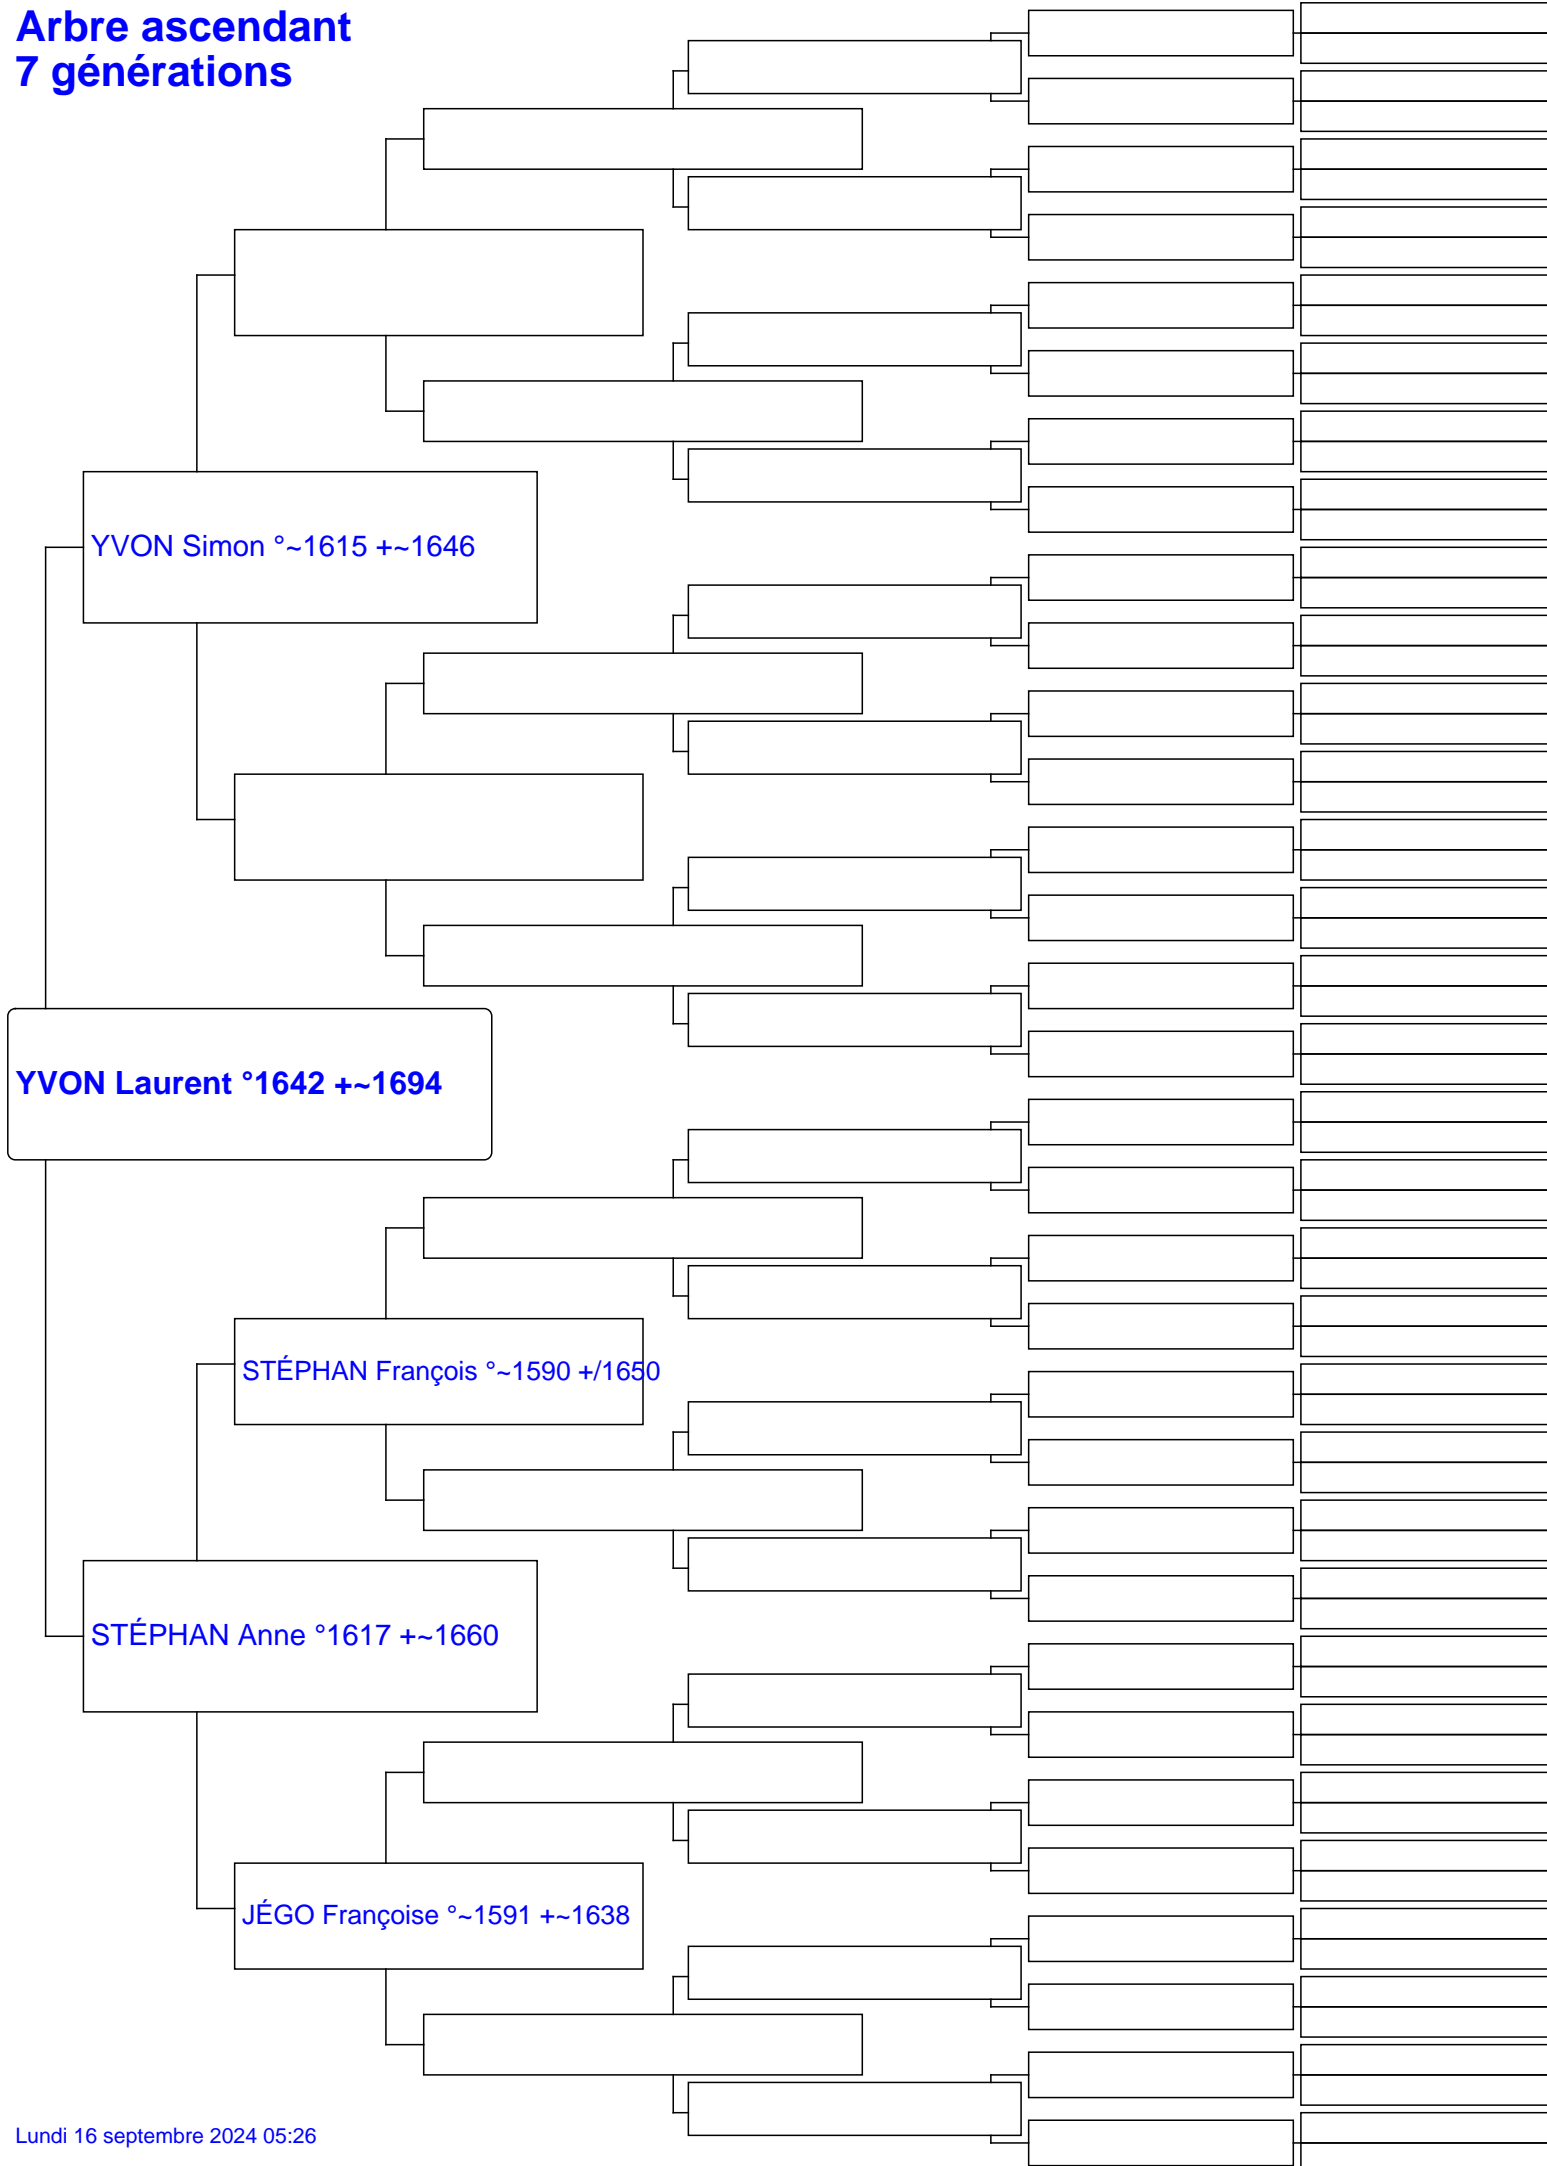 Arbre ascendant
7 générations
YVON Simon °~1615 +~1646
YVON Laurent °1642 +~1694
STÉPHAN François °~1590 +/1650
STÉPHAN Anne °1617 +~1660
JÉGO Françoise °~1591 +~1638
Lundi 16 septembre 2024 05:26